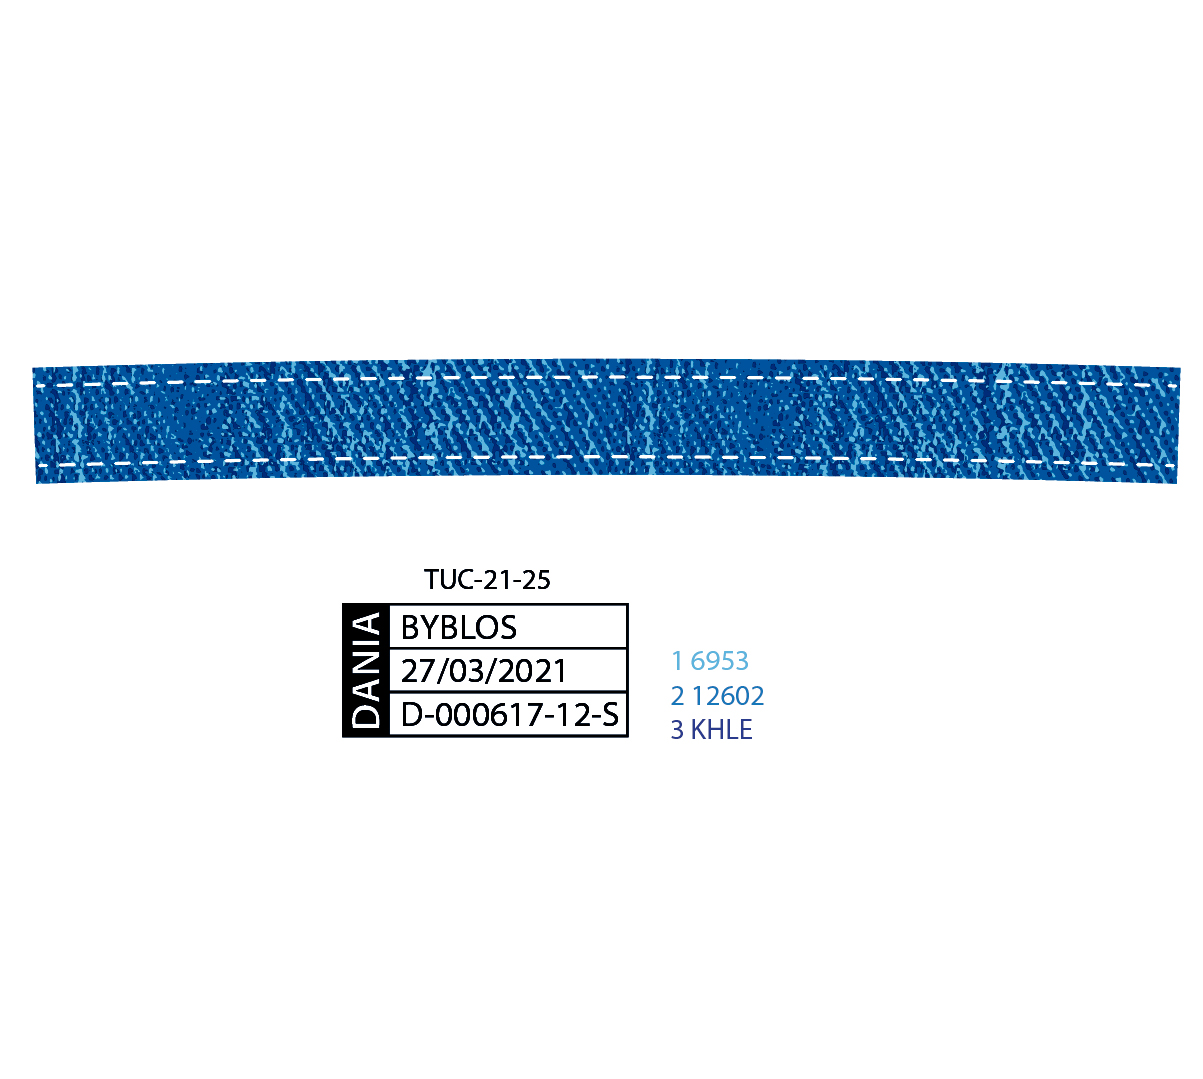 TUC-21-25
DANIA
BYBLOS
27/03/2021
D-000617-12-S
1 6953
2 12602
3 KHLE